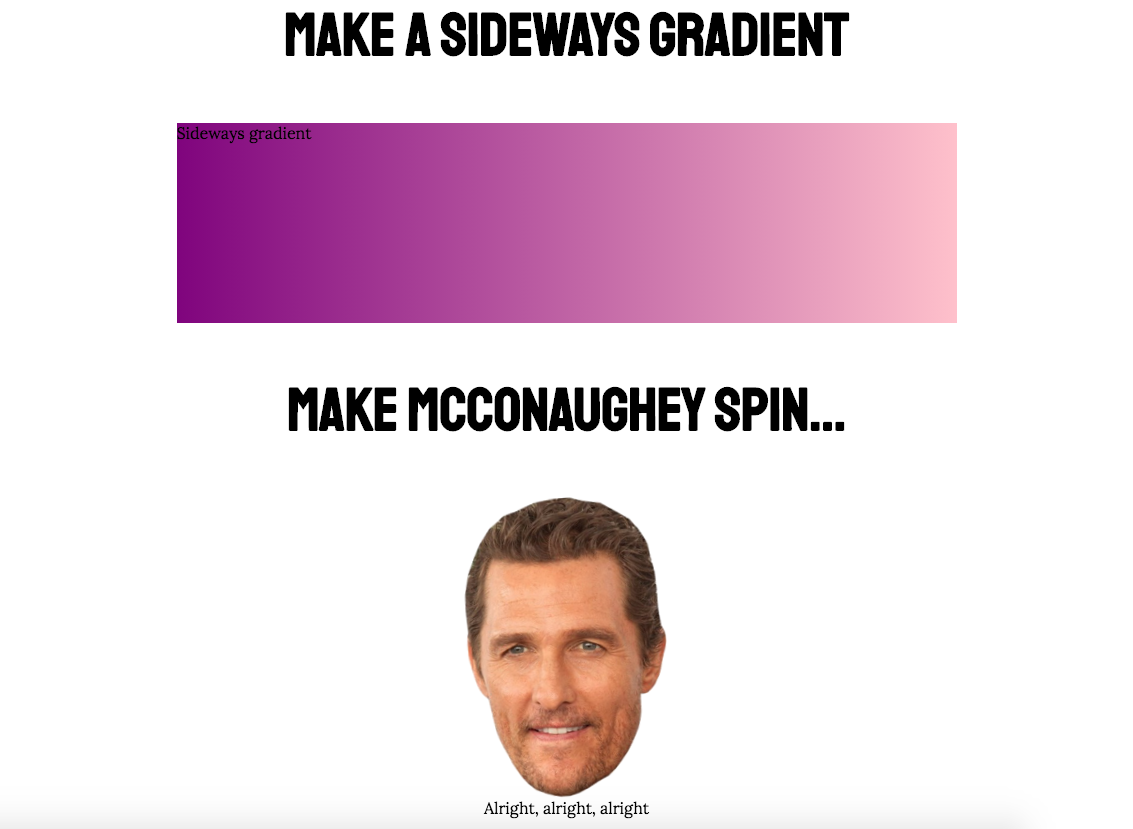 MAKE A SIDEWAYS GRADIENT
Sideways gradient
MAKE MCCONAUGHEY SPIN...
Alright, alright, alright